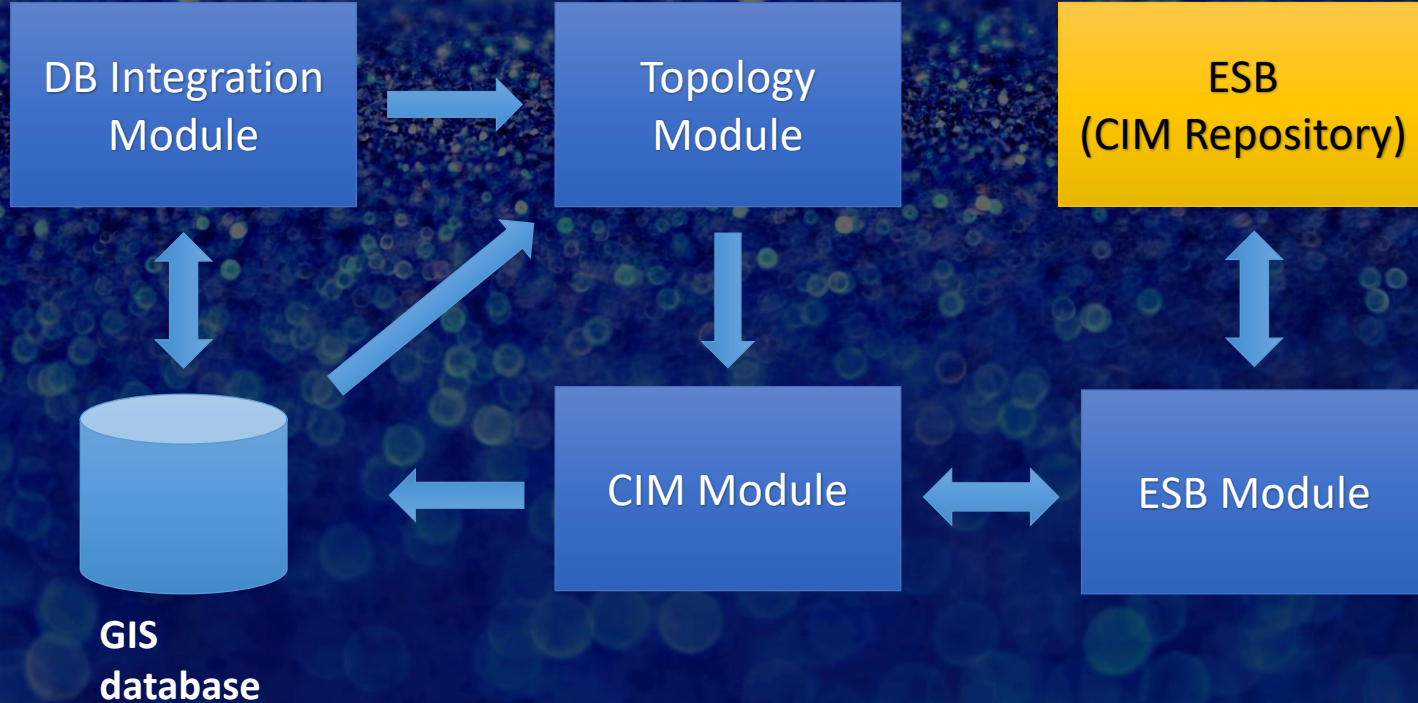 DB Integration
Module
Topology
Module
ESB
(CIM Repository)
CIM Module
ESB Module
GIS
database